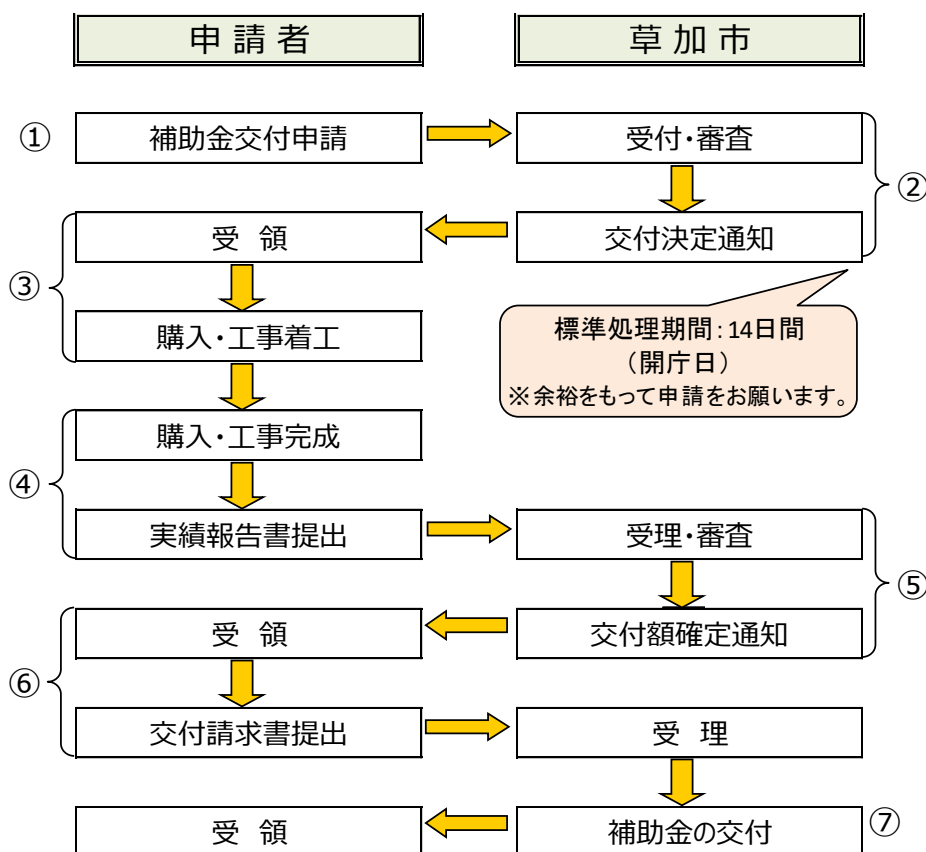 申請者
草加市
①
補助金交付申請
受付・審査
②
受 領
交付決定通知
③
購入・工事着工
標準処理期間：14日間
（開庁日）
※余裕をもって申請をお願います。
購入・工事完成
④
実績報告書提出
受理・審査
⑤
受 領
交付額確定通知
⑥
交付請求書提出
受 理
受 領
補助金の交付
⑦